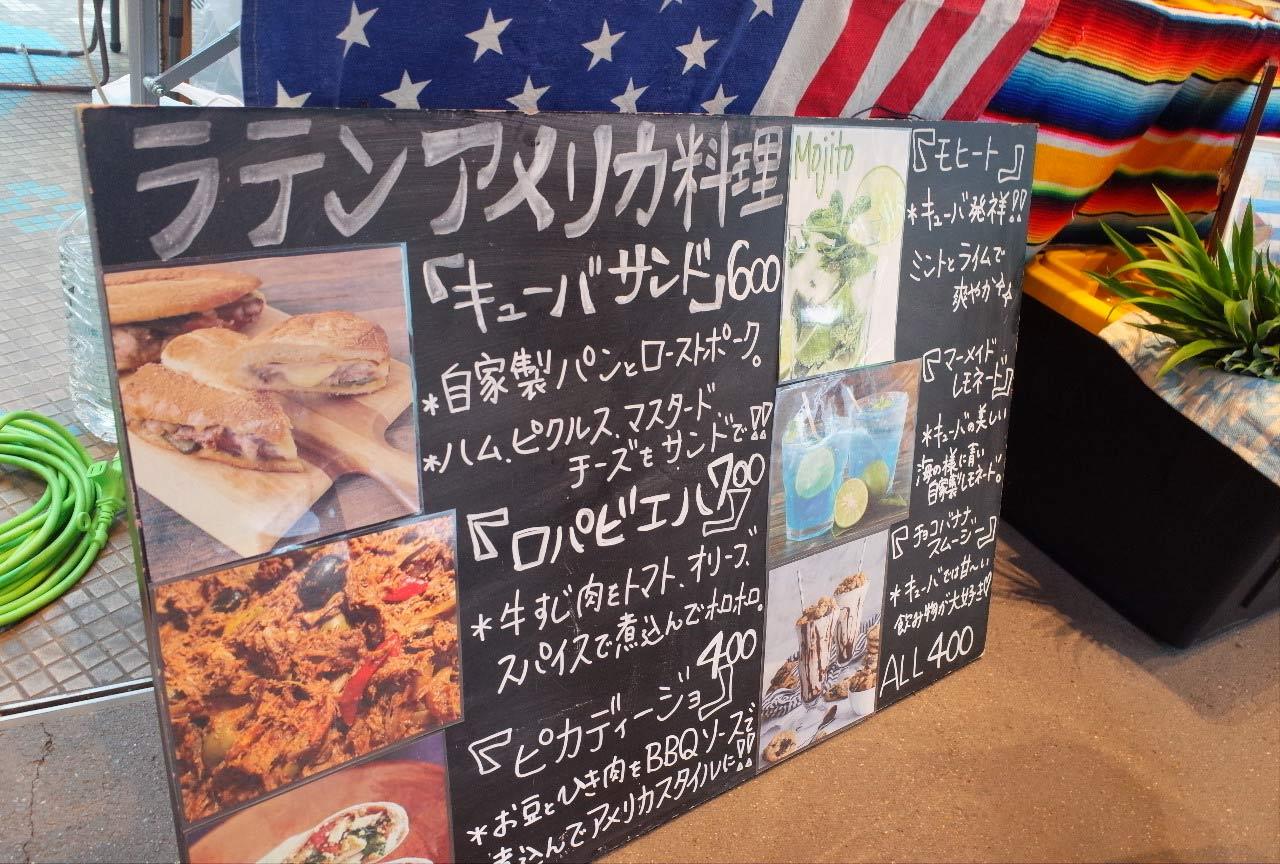 ラテンアメリカ料理
『キューバサンド』600
*自家製パンとローストポーク。
*ハム、ピクルス、マスタード、
チーズをサンドで!!
『ロパビエハ』700
*牛すじ肉をトマト、オリーブ、
スパイスで煮込んでホロホロ。
『ピカディージョ』400
*お豆とひき肉をBBQソースで
煮込んでアメリカスタイルに!!
Mojito
『モヒート』
*キューバ発祥!!
ミントとライムで
爽やか☆
『マーメイド
レモネード』
*キューバの美しい
海の様に青い
自家製レモネード。
『チョコバナナ
スムージー』
*キューバでは甘〜い
飲み物が大好き♡
ALL 400